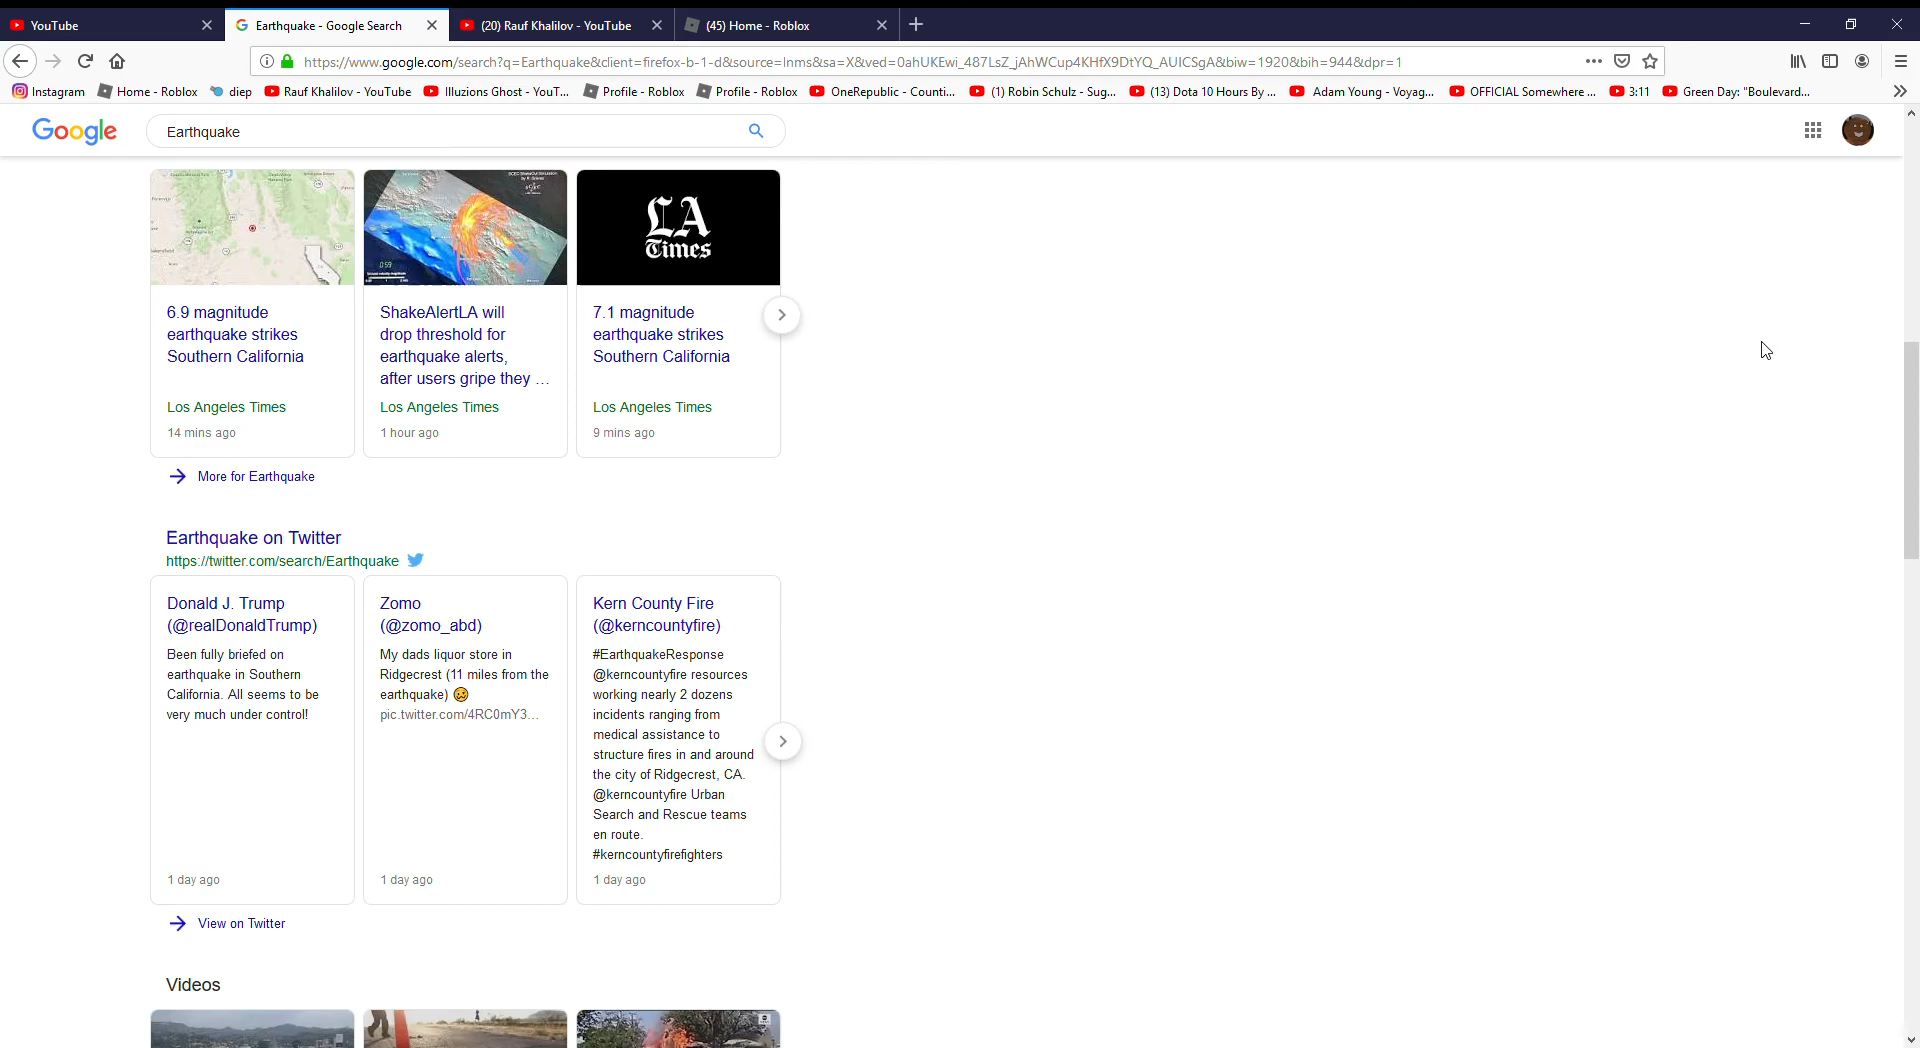 YouTube
Earthquake - Google Search
(20) Rauf Khalilov - YouTube
(45) Home - Roblox
https://www.google.com/search?q=Earthquake&client=firefox-b-1-d&source=lnms&sa=X&ved=0ahUKEwi_487LsZ_jAhWCup4KHfX9DtYQ_AUICSgA&biw=1920&bih=944&dpr=1
Instagram
Home - Roblox
diep
Rauf Khalilov - YouTube
Illuzions Ghost - YouT...
Profile - Roblox
Profile - Roblox
OneRepublic - Counti...
(1) Robin Schulz - Sug...
(13) Dota 10 Hours By ...
Adam Young - Voyag...
OFFICIAL Somewhere ...
3:11
Green Day: "Boulevard...
Google
Earthquake
LA
Times
6.9 magnitude
earthquake strikes
Southern California
Los Angeles Times
14 mins ago
0:59
ShakeAlertLA will
drop threshold for
earthquake alerts,
after users gripe they ...
Los Angeles Times
1 hour ago
7.1 magnitude
earthquake strikes
Southern California
Los Angeles Times
9 mins ago
More for Earthquake
Earthquake on Twitter
https://twitter.com/search/Earthquake
Donald J. Trump
(@realDonaldTrump)
Been fully briefed on
earthquake in Southern
California. All seems to be
very much under control!
1 day ago
Zomo
(@zomo_abd)
My dads liquor store in
Ridgecrest (11 miles from the
earthquake) 🥴
pic.twitter.com/4RC0mY3...
1 day ago
Kern County Fire
(@kerncountyfire)
#EarthquakeResponse
@kerncountyfire resources
working nearly 2 dozens
incidents ranging from
medical assistance to
structure fires in and around
the city of Ridgecrest, CA.
@kerncountyfire Urban
Search and Rescue teams
en route.
#kerncountyfirefighters
1 day ago
View on Twitter
Videos